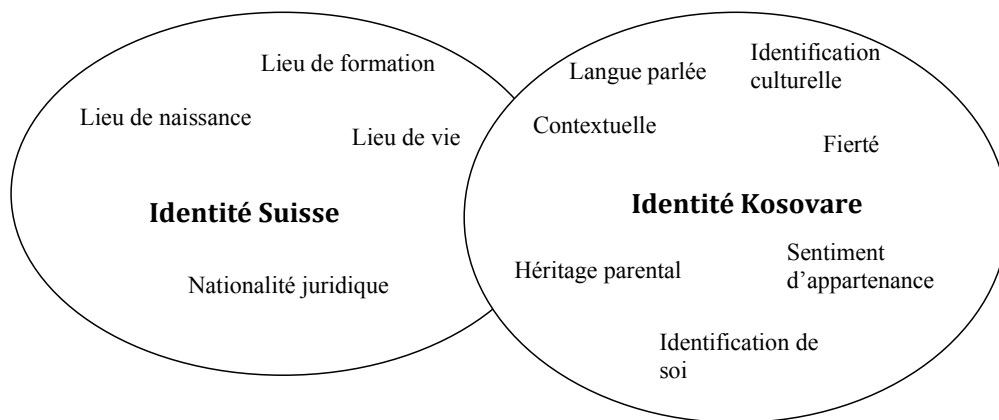 Lieu de formation
Lieu de naissance
Lieu de vie
Identité Suisse
Nationalité juridique
Langue parlée
Identification
culturelle
Contextuelle
Fierté
Identité Kosovare
Héritage parental
Sentiment
d’appartenance
Identification de
soi